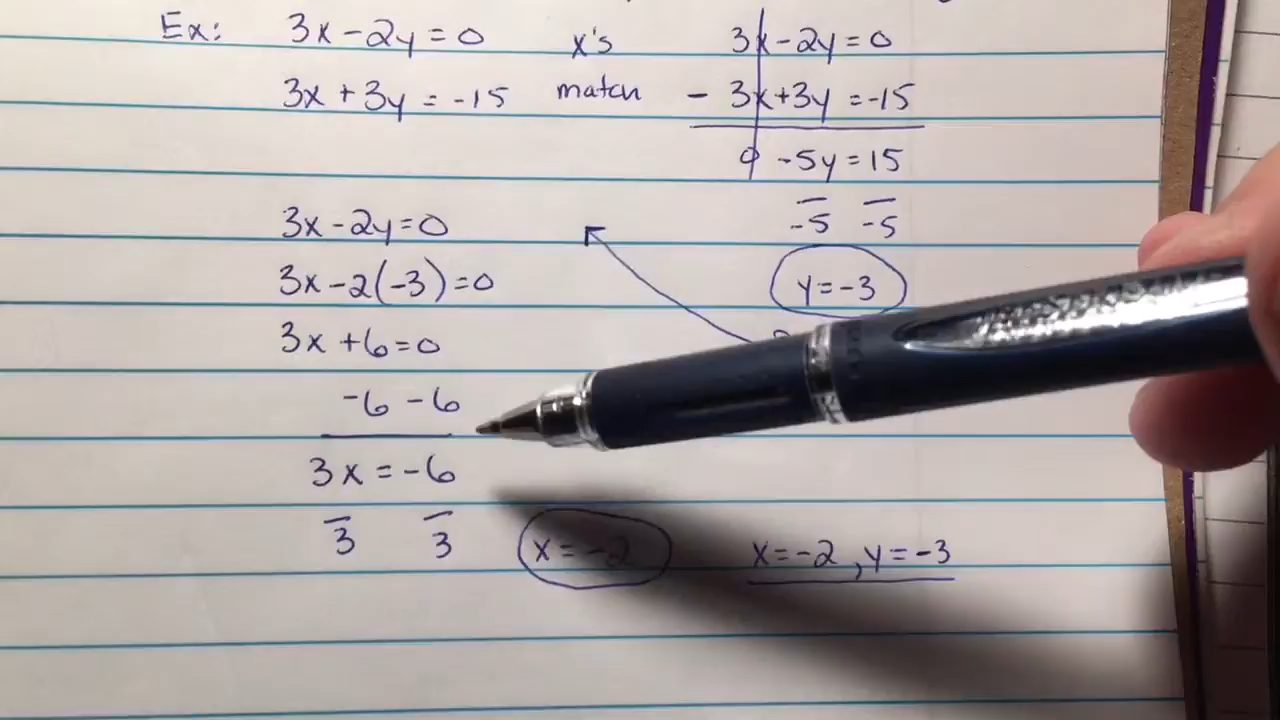 Ex: 3x-2y=0
3x+3y=-15
x's
match
3x-2y=0
- 3x+3y=-15
0 -5y=15
-5 -5
y=-3
3x-2y=0
3x-2(-3)=0
3x+6=0
-6 -6
3x=-6
3 3
x=-2
x=-2, y=-3